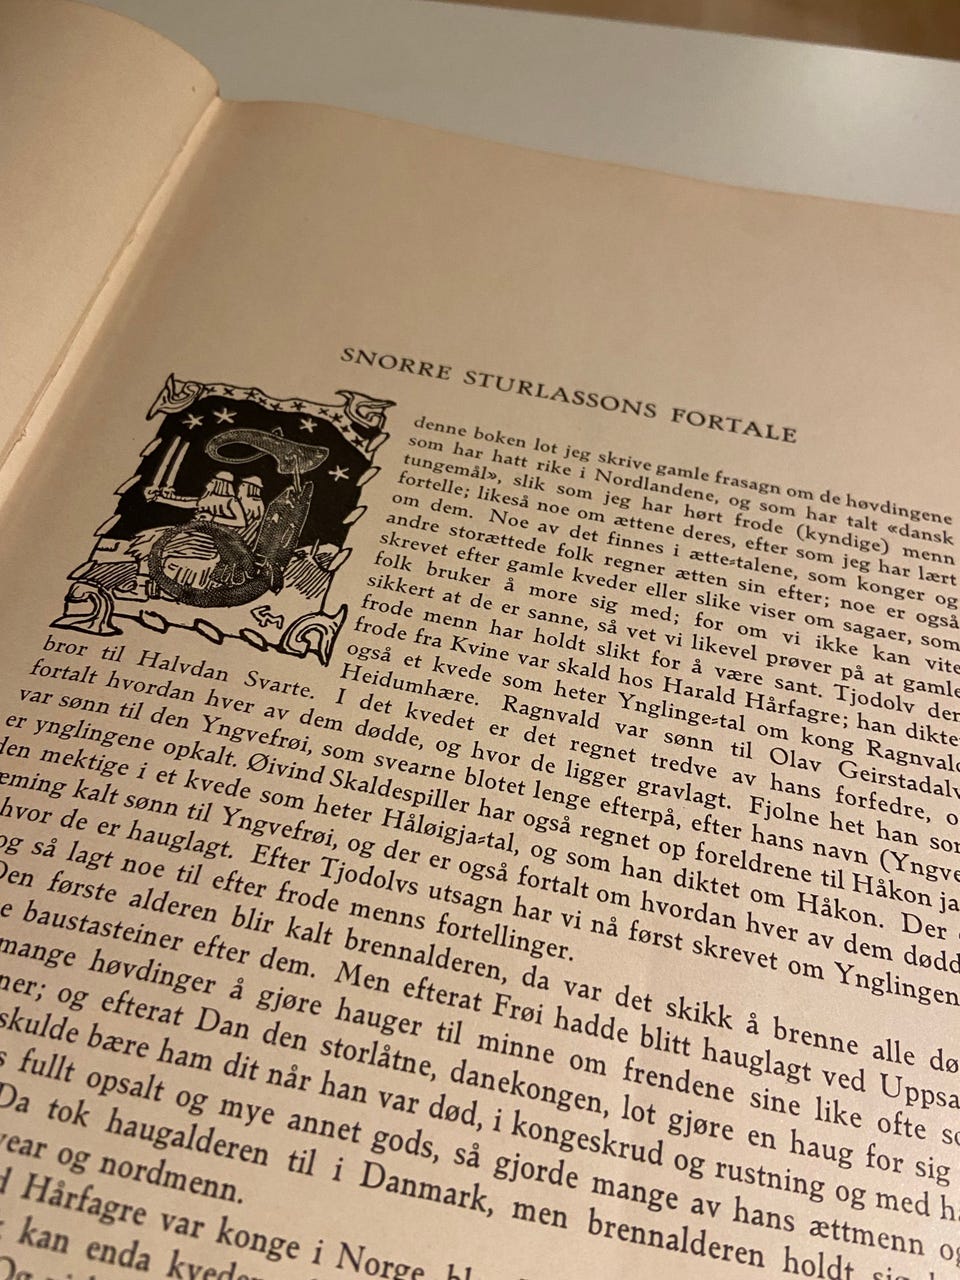 SNORRE STURLASSONS FORTALE
denne boken lot jeg skrive gamle frasagn om de høvdingene
som har hatt rike i Nordlandene, og som har talt «dansk
tungemål», slik som jeg har hørt frode (kyndige) menn
fortelle; likeså noe om ættene deres, efter som jeg har lært
om dem. Noe av det finnes i ætte-talene, som konger og
andre storættede folk regner ætten sin efter; noe er også
skrevet efter gamle kveder eller slike viser om sagaer, som
folk bruker å more sig med; for om vi ikke kan vite
sikkert at de er sanne, så vet vi likevel prøver på at gamle
frode menn har holdt slikt for å være sant. Tjodolv den
frode fra Kvine var skald hos Harald Hårfagre; han diktet
også et kvede som heter Ynglinge-tal om kong Ragnvald
Heidumhære. Ragnvald var sønn til Olav Geirstadalv
bror til Halvdan Svarte. I det kvedet er det regnet tredve av hans forfedre, o
fortalt hvordan hver av dem døde, og hvor de ligger gravlagt. Fjolne het han som
var sønn til den Yngvefrøi, som svearne blotet lenge efterpå, efter hans navn (Yngve
er ynglingene opkalt. Øivind Skaldespiller har også regnet op foreldrene til Håkon ja
den mektige i et kvede som heter Håløigja-tal, og som han diktet om Håkon. Der
æming kalt sønn til Yngvefrøi, og der er også fortalt om hvordan hver av dem død
hvor de er hauglagt. Efter Tjodolvs utsagn har vi nå først skrevet om Ynglingen
og så lagt noe til efter frode menns fortellinger.
Den første alderen blir kalt brennalderen, da var det skikk å brenne alle dø
e baustasteiner efter dem. Men efterat Frøi hadde blitt hauglagt ved Uppsa
mange høvdinger å gjøre hauger til minne om frendene sine like ofte so
ner; og efterat Dan den storlåtne, danekongen, lot gjøre en haug for sig
skulde bære ham dit når han var død, i kongeskrud og rustning og med h
s fullt opsalt og mye annet gods, så gjorde mange av hans ættmenn og
Da tok haugalderen til i Danmark, men brennalderen holdt sig
vear og nordmenn.
d Hårfagre var konge i Norge
kan enda